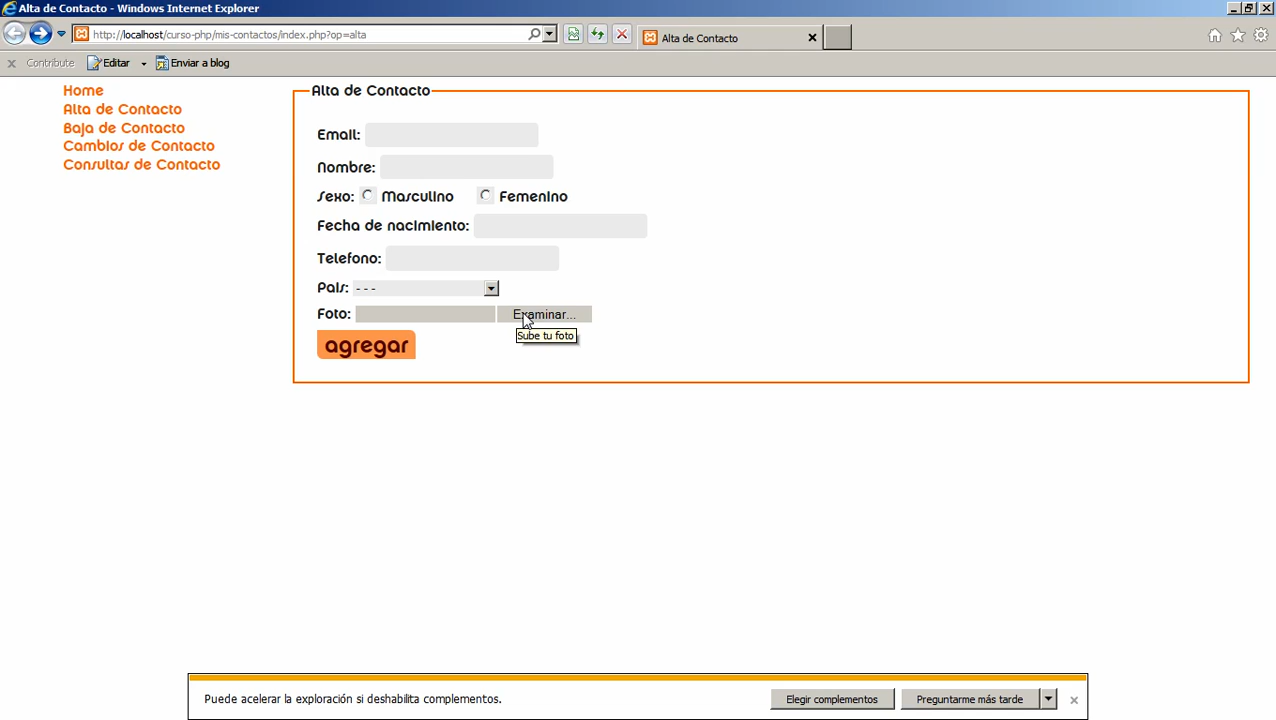 Alta de Contacto - Windows Internet Explorer
http://localhost/curso-php/mis-contactos/index.php?op=alta
Alta de Contacto
Contribute Editar Enviar a blog
Home
Alta de Contacto
Baja de Contacto
Cambios de Contacto
Consultas de Contacto
Alta de Contacto
Email:
Nombre:
Sexo: Masculino Femenino
Fecha de nacimiento:
Telefono:
País: - - -
Foto: Examinar...
Sube tu foto
agregar
Puede acelerar la exploración si deshabilita complementos. Elegir complementos Preguntarme más tarde